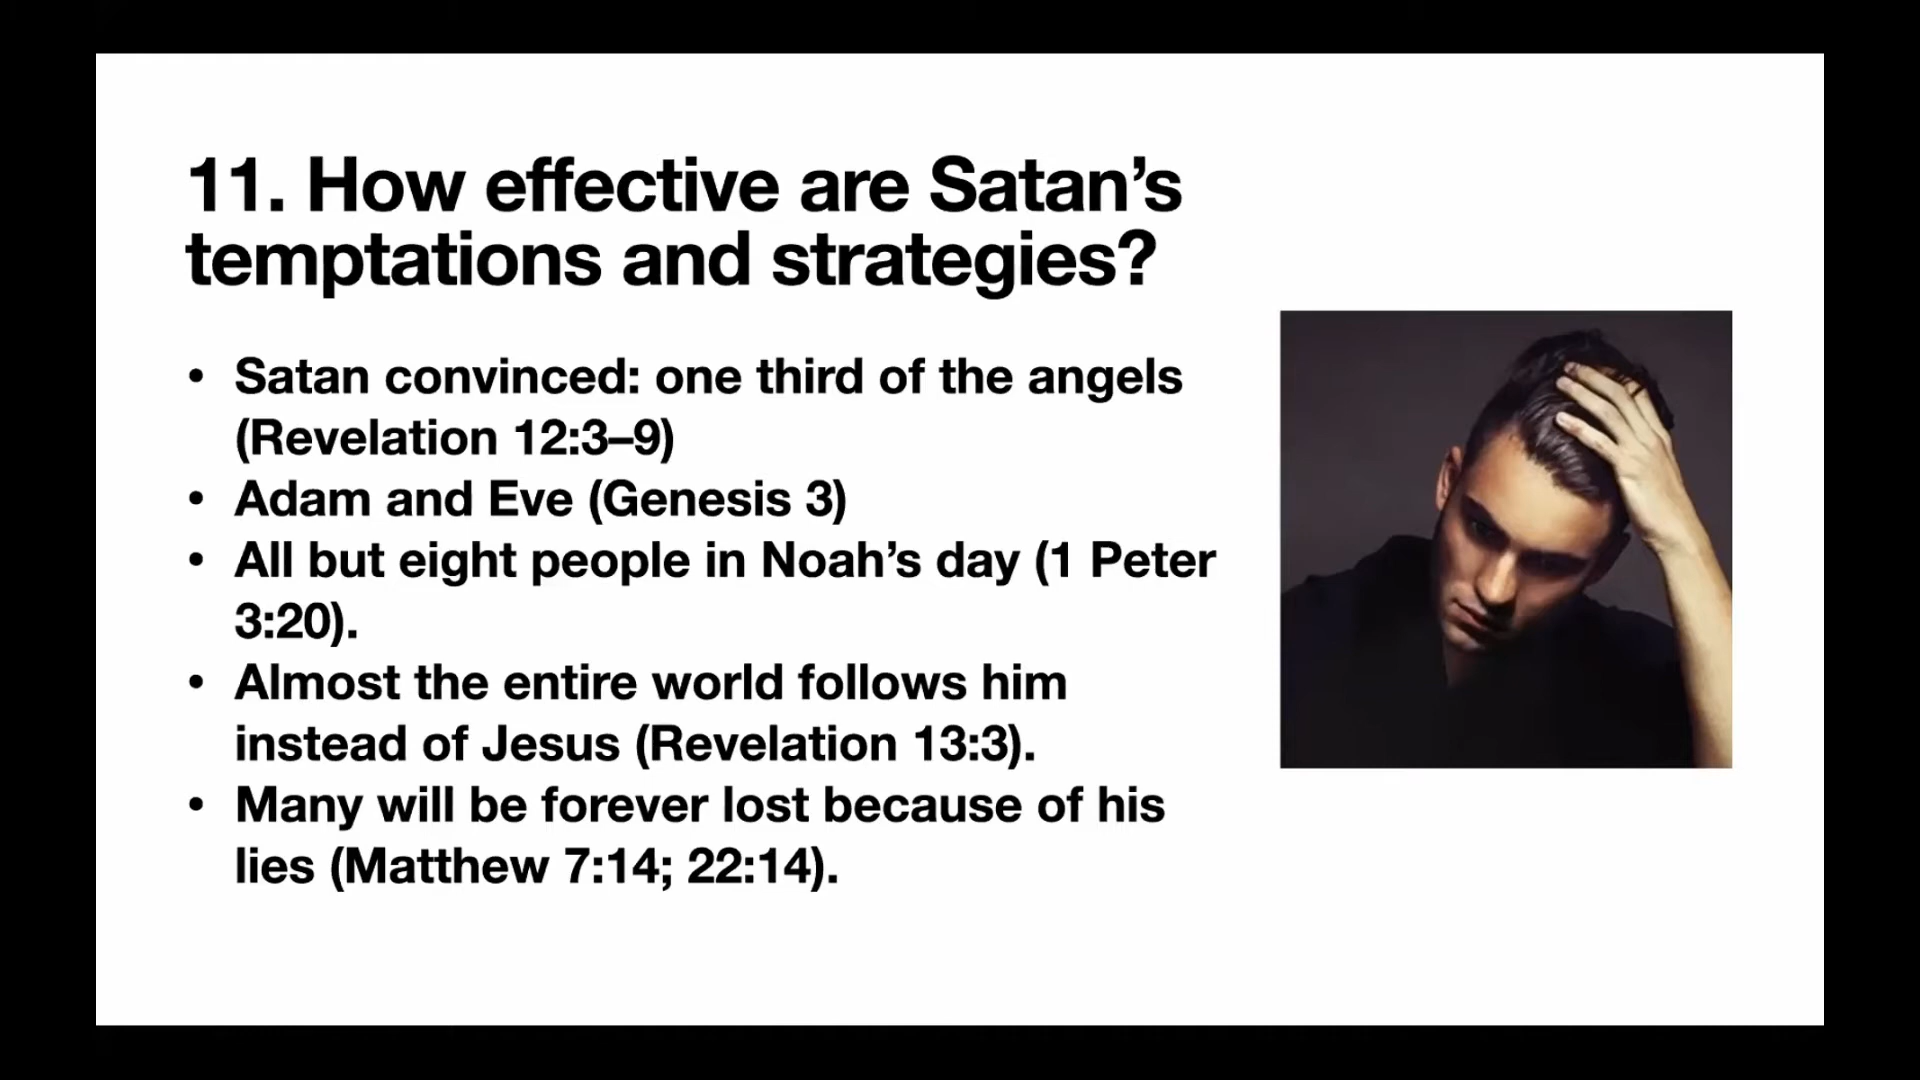 11. How effective are Satan’s
temptations and strategies?
• Satan convinced: one third of the angels
(Revelation 12:3–9)
• Adam and Eve (Genesis 3)
• All but eight people in Noah’s day (1 Peter
3:20).
• Almost the entire world follows him
instead of Jesus (Revelation 13:3).
• Many will be forever lost because of his
lies (Matthew 7:14; 22:14).